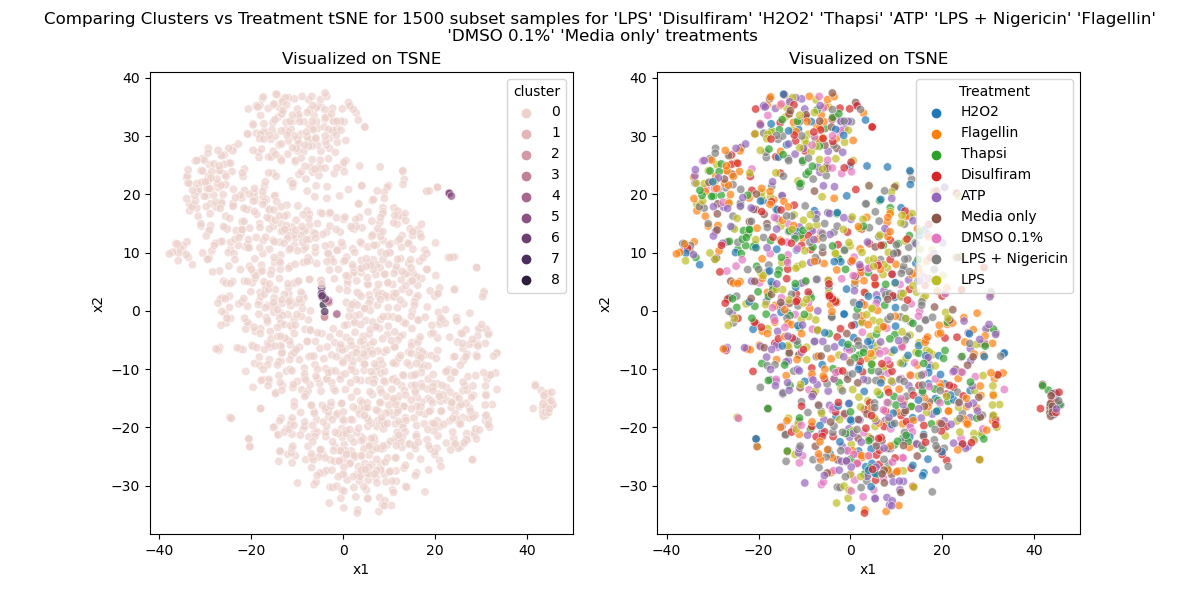 Comparing Clusters vs Treatment tSNE for 1500 subset samples for 'LPS' 'Disulfiram' 'H2O2' 'Thapsi' 'ATP' 'LPS + Nigericin' 'Flagellin'
'DMSO 0.1%' 'Media only' treatments
Visualized on TSNE
40
30
20
10
0
−10
−20
−30
x2
−40
−20
0
20
40
x1
cluster
0
1
2
3
4
5
6
7
8
Visualized on TSNE
40
30
20
10
0
−10
−20
−30
x2
−40
−20
0
20
40
x1
Treatment
H2O2
Flagellin
Thapsi
Disulfiram
ATP
Media only
DMSO 0.1%
LPS + Nigericin
LPS